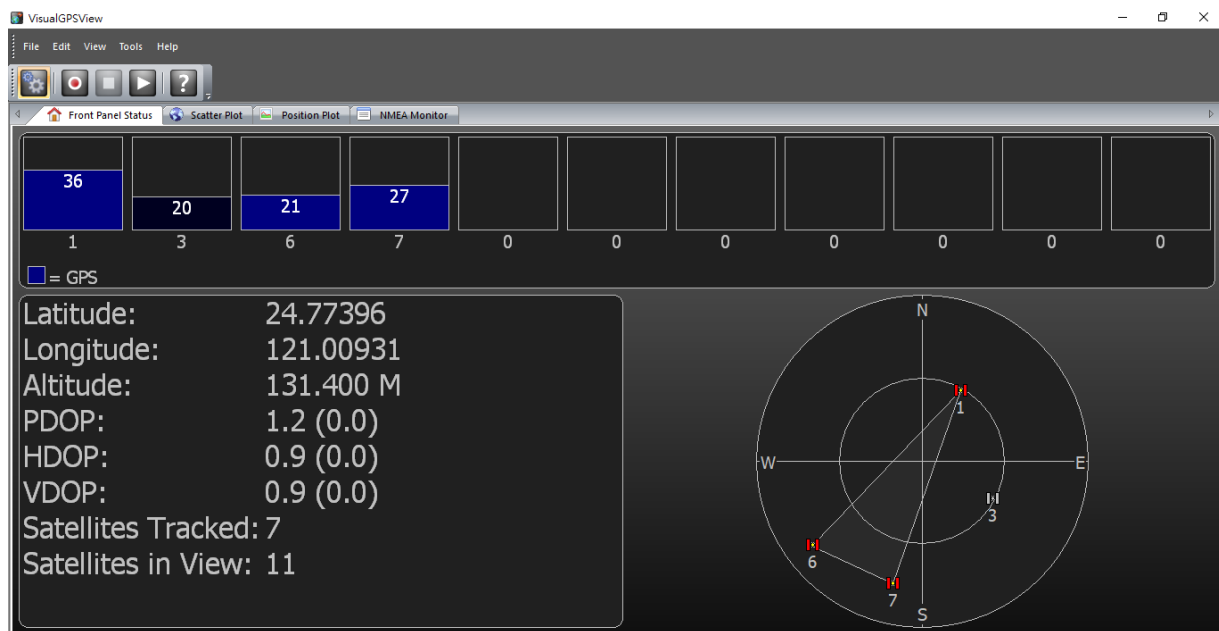 VisualGPSView
File Edit View Tools Help
Front Panel Status Scatter Plot Position Plot NMEA Monitor
36 20 21 27
1 3 6 7 0 0 0 0 0 0 0
= GPS
Latitude: 24.77396
Longitude: 121.00931
Altitude: 131.400 M
PDOP: 1.2 (0.0)
HDOP: 0.9 (0.0)
VDOP: 0.9 (0.0)
Satellites Tracked: 7
Satellites in View: 11
N
1
W E
3
6
7
S